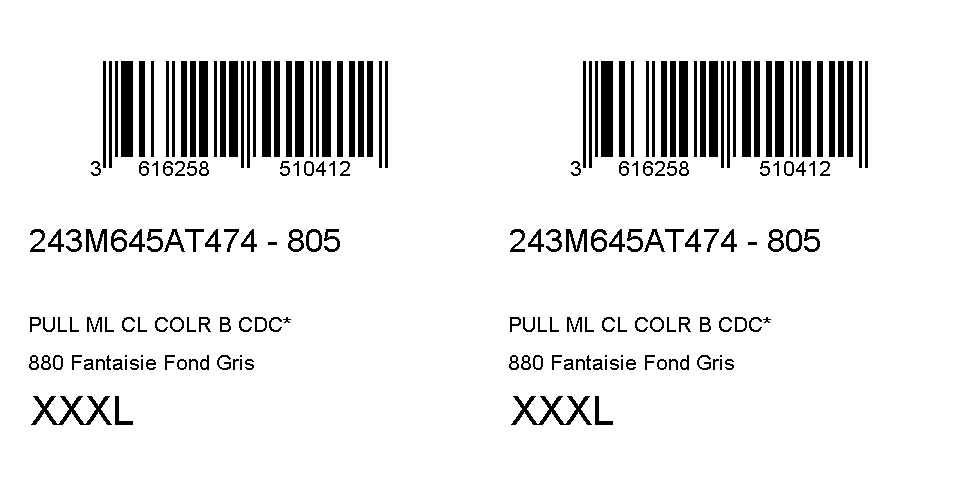 3 616258 510412
243M645AT474 - 805
PULL ML CL COLR B CDC*
880 Fantaisie Fond Gris
XXXL
3 616258 510412
243M645AT474 - 805
PULL ML CL COLR B CDC*
880 Fantaisie Fond Gris
XXXL